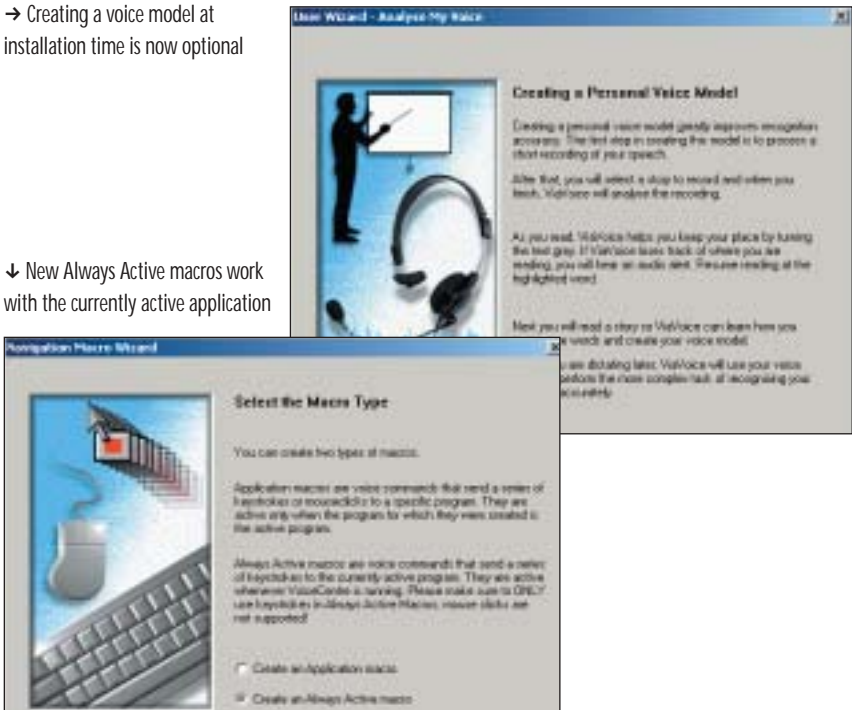 → Creating a voice model at
installation time is now optional
User Wizard - Analyse My Voice
Creating a Personal Voice Model
Creating a personal voice model greatly improves recognition
accuracy. The first step in creating the model is to process a
short recording of your speech.
After that, you will select a story to record and when you
finish, ViaVoice will analyse the recording.
As you read, ViaVoice helps you keep your place by turning
the text grey. If ViaVoice loses track of where you are
reading, you will hear an audio alert. Resume reading at the
highlighted word.
Next you will read a story so ViaVoice can learn how you
words and create your voice model.
are dictating later, ViaVoice will use your voice
perform the more complex task of recognising your
accurately.
↓ New Always Active macros work
with the currently active application
Navigation Macro Wizard
Select the Macro Type
You can create two types of macros.
Application macros are voice commands that send a series of
keystrokes or mouseclicks to a specific program. They are
active only when the program for which they were created is
the active program.
Always Active macros are voice commands that send a series
of keystrokes to the currently active program. They are active
whenever VoiceCentre is running. Please make sure to ONLY
use keystrokes in Always Active Macros, mouse clicks are
not supported!
Create an Application macro
Create an Always Active macro